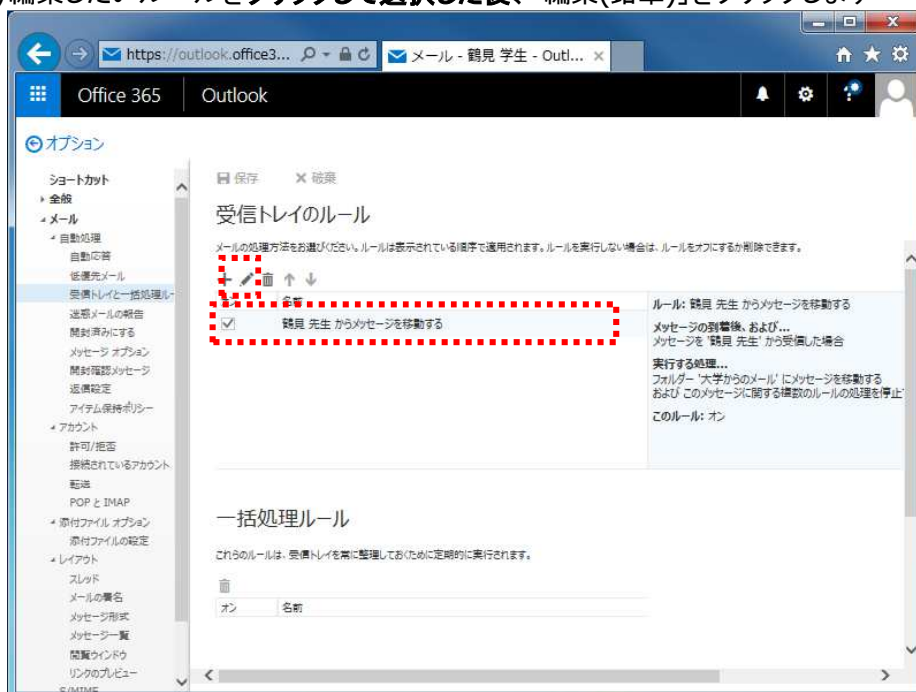 編集したいルールをクリックして選択した後、「編集(鉛筆)」をクリックします
https://outlook.office3...
メール - 鶴見 学生 - Outl... ×
Office 365 Outlook
オプション
ショートカット
全般
メール
自動処理
自動応答
低優先メール
受信トレイと一括処理ルー
迷惑メールの報告
開封済みにする
メッセージ オプション
開封確認メッセージ
返信設定
アイテム保持ポリシー
アカウント
許可/拒否
接続されているアカウント
転送
POP と IMAP
添付ファイル オプション
添付ファイルの設定
レイアウト
スレッド
メールの署名
メッセージ形式
メッセージ一覧
閲覧ウィンドウ
リンクのプレビュー
S/MIME
保存 × 破棄
受信トレイのルール
メールの処理方法をお選びください。ルールは表示されている順序で適用されます。ルールを実行しない場合は、ルールをオフにするか削除できます。
オン 名前
鶴見 先生 からメッセージを移動する
ルール: 鶴見 先生 からメッセージを移動する
メッセージの到着後、および...
メッセージを '鶴見 先生' から受信した場合
実行する処理...
フォルダー '大学からのメール' にメッセージを移動する
および このメッセージに関する複数のルールの処理を停止
このルール: オン
一括処理ルール
これらのルールは、受信トレイを常に整理しておくために定期的に実行されます。
オン 名前